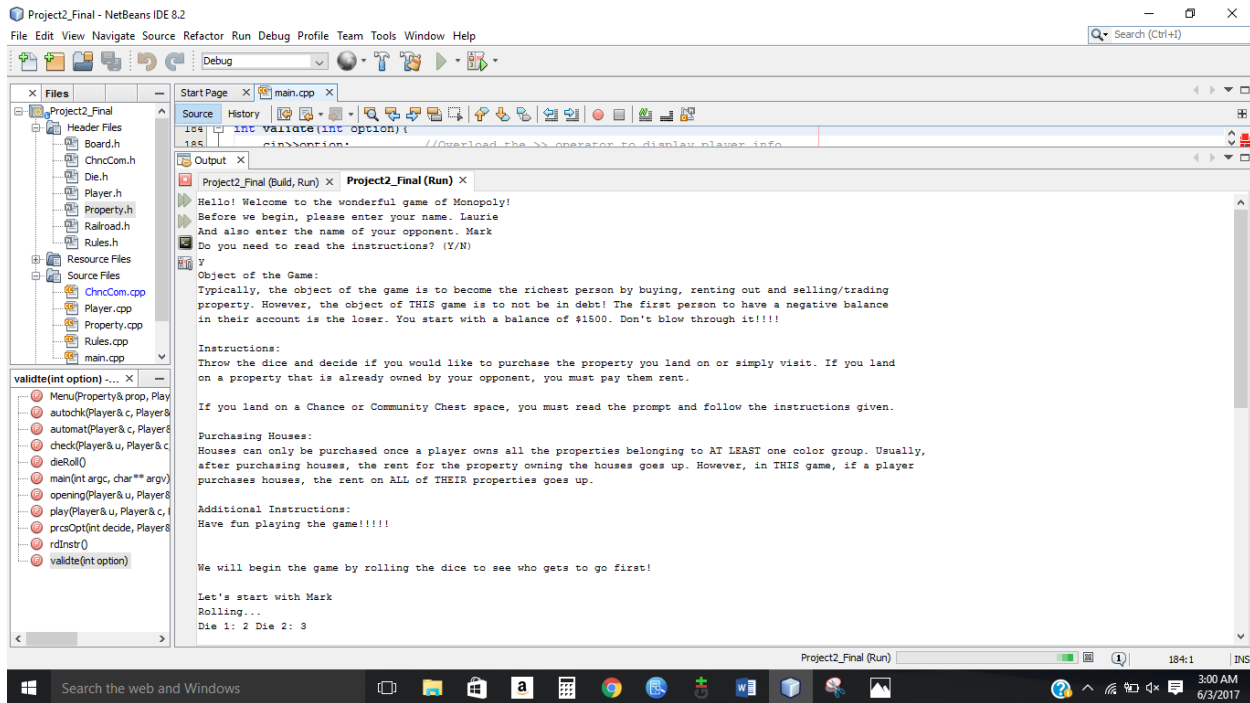 Project2_Final - NetBeans IDE 8.2
File Edit View Navigate Source Refactor Run Debug Profile Team Tools Window Help
Search (Ctrl+I)
Debug
Files
Start Page
main.cpp
Project2_Final
Header Files
Board.h
ChncCom.h
Die.h
Player.h
Property.h
Railroad.h
Rules.h
Resource Files
Source Files
ChncCom.cpp
Player.cpp
Property.cpp
Rules.cpp
main.cpp
Source History
184 int validte(int option){
185 cin>>option; //Overload the >> operator to display player info
Output
Project2_Final (Build, Run) Project2_Final (Run)
Hello! Welcome to the wonderful game of Monopoly!
Before we begin, please enter your name. Laurie
And also enter the name of your opponent. Mark
Do you need to read the instructions? (Y/N)
y
Object of the Game:
Typically, the object of the game is to become the richest person by buying, renting out and selling/trading
property. However, the object of THIS game is to not be in debt! The first person to have a negative balance
in their account is the loser. You start with a balance of $1500. Don't blow through it!!!!
Instructions:
Throw the dice and decide if you would like to purchase the property you land on or simply visit. If you land
on a property that is already owned by your opponent, you must pay them rent.
If you land on a Chance or Community Chest space, you must read the prompt and follow the instructions given.
Purchasing Houses:
Houses can only be purchased once a player owns all the properties belonging to AT LEAST one color group. Usually,
after purchasing houses, the rent for the property owning the houses goes up. However, in THIS game, if a player
purchases houses, the rent on ALL of THEIR properties goes up.
Additional Instructions:
Have fun playing the game!!!!!
We will begin the game by rolling the dice to see who gets to go first!
Let's start with Mark
Rolling...
Die 1: 2 Die 2: 3
validte(int option) -...
Menu(Property& prop, Play
autochk(Player& c, Player&
automat(Player& c, Player&
check(Player& u, Player& c
dieRoll()
main(int argc, char** argv)
opening(Player& u, Player&
play(Player& u, Player& c,
prcsOpt(int decide, Player&
rdInstr()
validte(int option)
Project2_Final (Run)
1
184:1
INS
Search the web and Windows
3:00 AM
6/3/2017